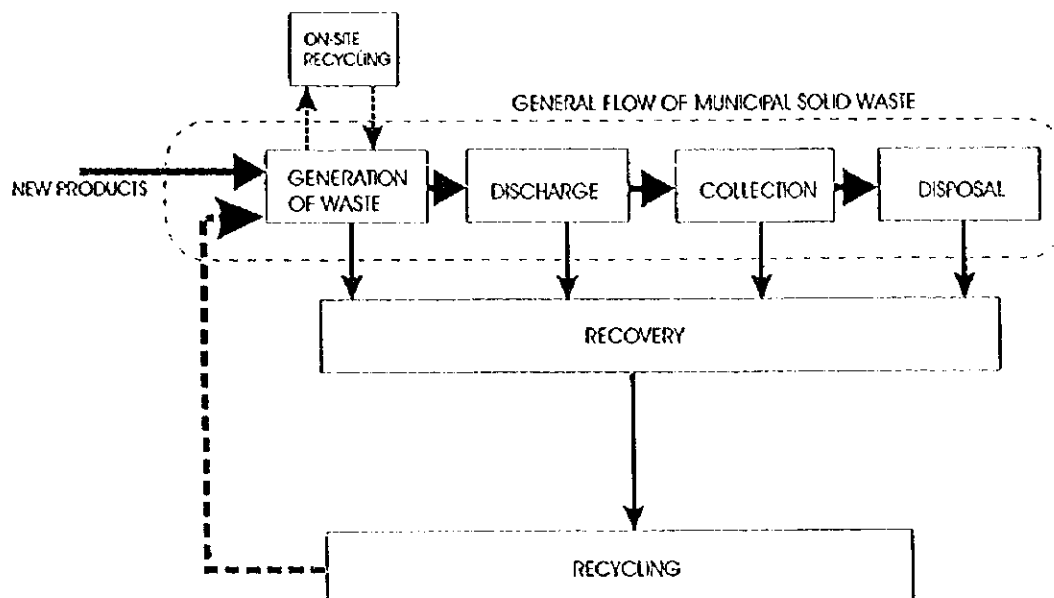 ON-SITE
RECYCLING
GENERAL FLOW OF MUNICIPAL SOLID WASTE
NEW PRODUCTS
GENERATION
OF WASTE
DISCHARGE
COLLECTION
DISPOSAL
RECOVERY
RECYCLING